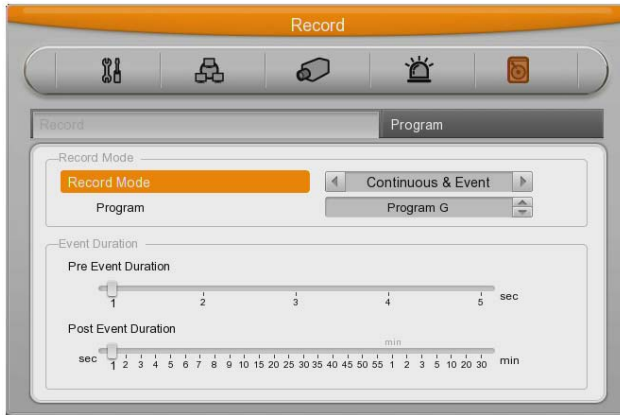 Record
Record Program
Record Mode
Record Mode Continuous & Event
Program Program G
Event Duration
Pre Event Duration
1 2 3 4 5 sec
Post Event Duration
min
sec 1 2 3 4 5 6 7 8 9 10 15 20 25 30 35 40 45 50 55 1 2 3 5 10 20 30 min